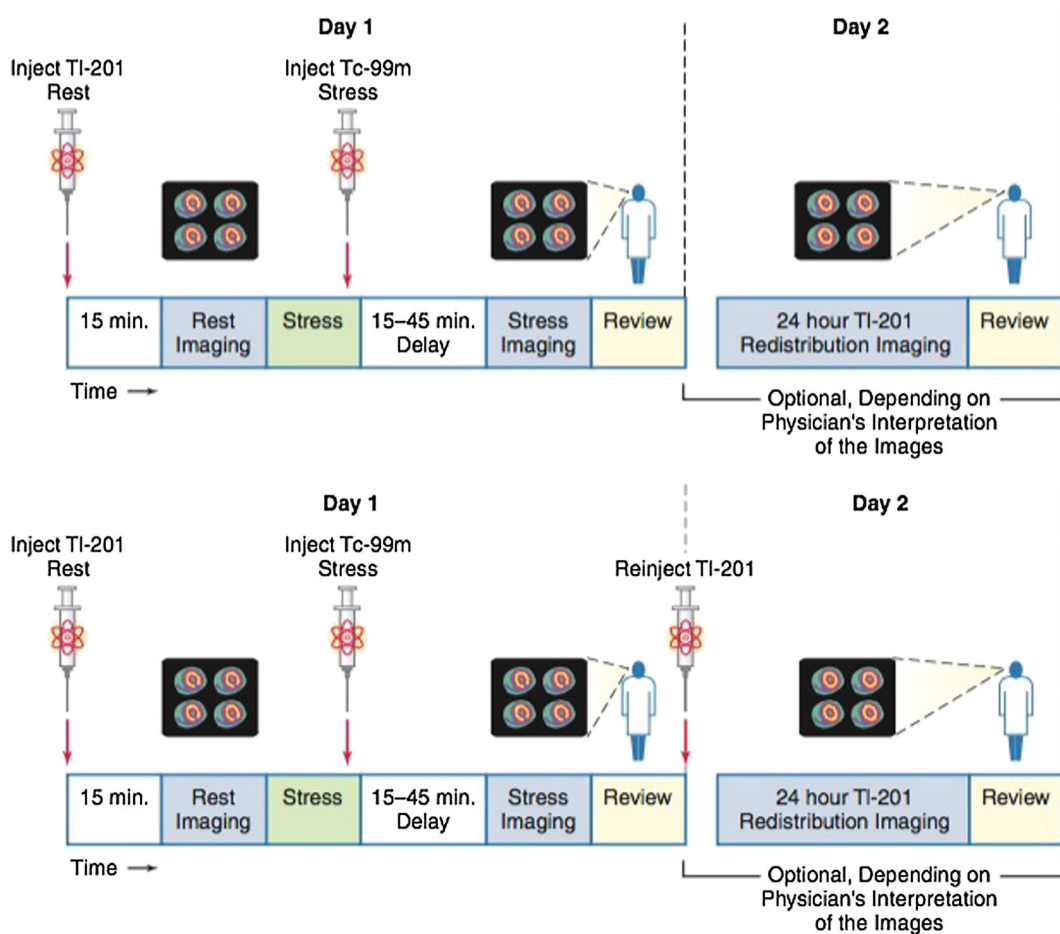 Day 1
Day 2
Inject Tl-201
Rest
Inject Tc-99m
Stress
15 min.
Rest
Imaging
Stress
15–45 min.
Delay
Stress
Imaging
Review
24 hour Tl-201
Redistribution Imaging
Review
Time
Optional, Depending on
Physician's Interpretation
of the Images
Day 1
Day 2
Inject Tl-201
Rest
Inject Tc-99m
Stress
Reinject Tl-201
15 min.
Rest
Imaging
Stress
15–45 min.
Delay
Stress
Imaging
Review
24 hour Tl-201
Redistribution Imaging
Review
Time
Optional, Depending on
Physician's Interpretation
of the Images